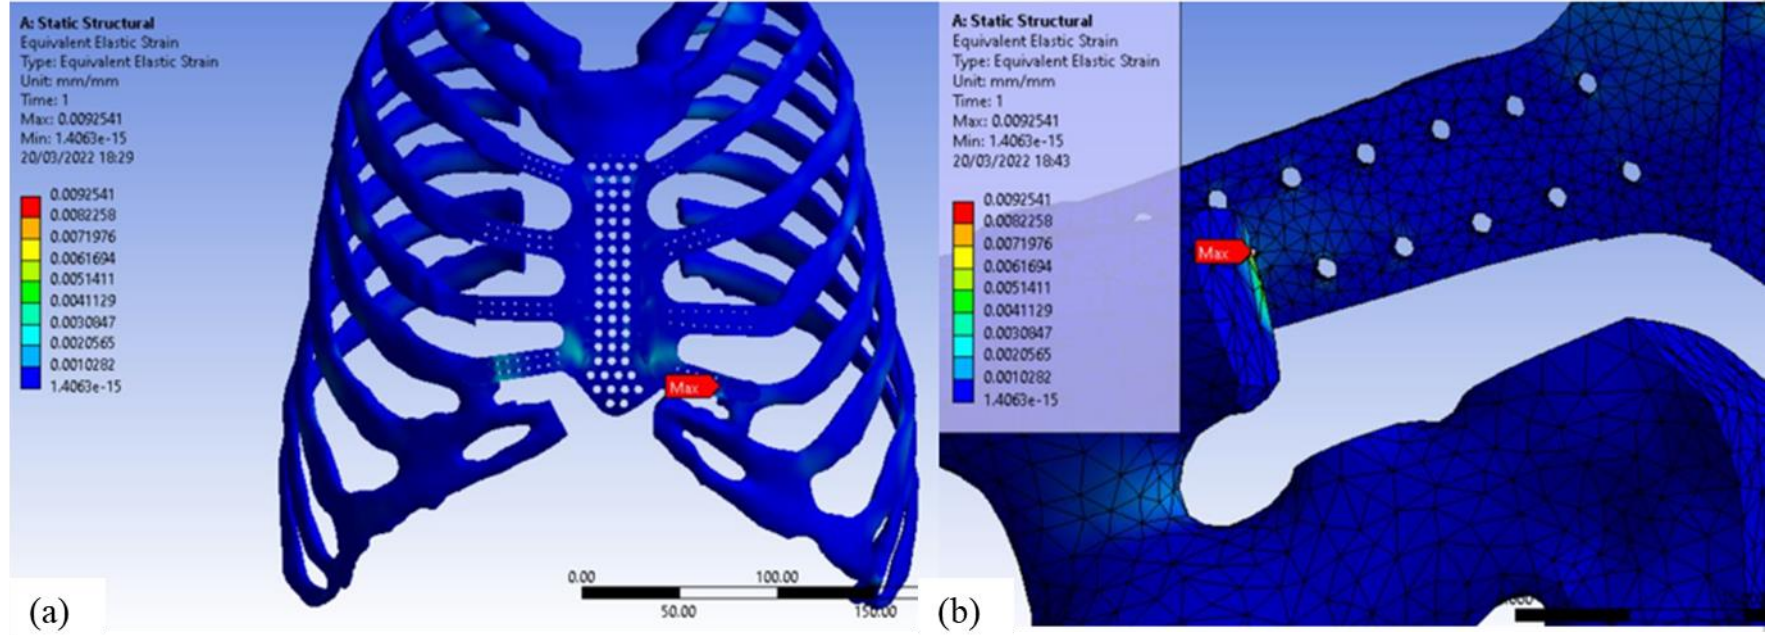 A: Static Structural
Equivalent Elastic Strain
Type: Equivalent Elastic Strain
Unit: mm/mm
Time: 1
Max: 0.0092541
Min: 1.4063e-15
20/03/2022 18:29
0.0092541
0.0082258
0.0071976
0.0061694
0.0051411
0.0041129
0.0030847
0.0020565
0.0010282
1.4063e-15
Max
0.00
100.00
50.00
150.00
(a)
A: Static Structural
Equivalent Elastic Strain
Type: Equivalent Elastic Strain
Unit: mm/mm
Time: 1
Max: 0.0092541
Min: 1.4063e-15
20/03/2022 18:43
0.0092541
0.0082258
0.0071976
0.0061694
0.0051411
0.0041129
0.0030847
0.0020565
0.0010282
1.4063e-15
Max
(b)